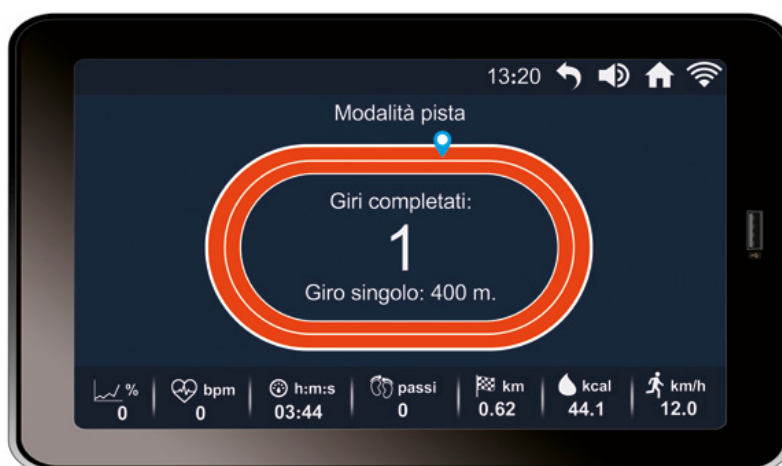 13:20
Modalità pista
Giri completati:
1
Giro singolo: 400 m.
% bpm h:m:s passi km kcal km/h
0 0 03:44 0 0.62 44.1 12.0